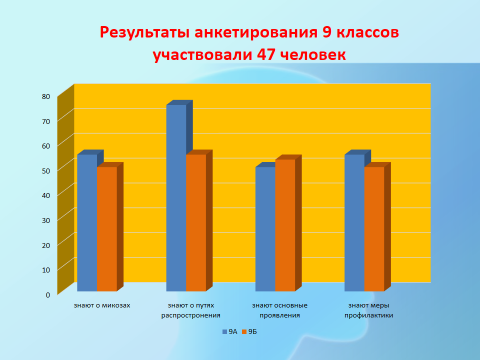 Результаты анкетирования 9 классов
участвовали 47 человек
80
70
60
50
40
30
20
10
0
знают о микозах
знают о путях
распростронения
знают основные
проявления
знают меры
профилактики
9А 9Б